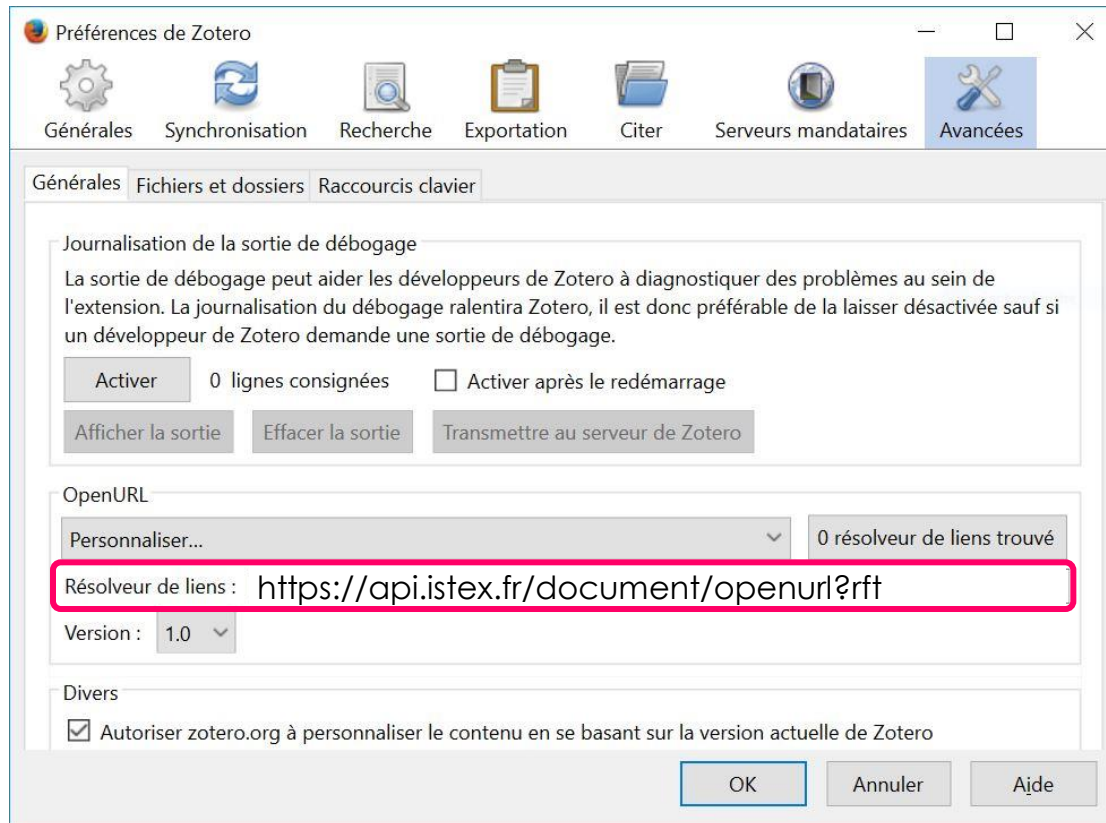 Préférences de Zotero
Générales Synchronisation Recherche Exportation Citer Serveurs mandataires Avancées
Générales Fichiers et dossiers Raccourcis clavier
Journalisation de la sortie de débogage
La sortie de débogage peut aider les développeurs de Zotero à diagnostiquer des problèmes au sein de
l'extension. La journalisation du débogage ralentira Zotero, il est donc préférable de la laisser désactivée sauf si
un développeur de Zotero demande une sortie de débogage.
Activer 0 lignes consignées Activer après le redémarrage
Afficher la sortie Effacer la sortie Transmettre au serveur de Zotero
OpenURL
Personnaliser... 0 résolveur de liens trouvé
Résolveur de liens : https://api.istex.fr/document/openurl?rft
Version : 1.0
Divers
Autoriser zotero.org à personnaliser le contenu en se basant sur la version actuelle de Zotero
OK Annuler Aide